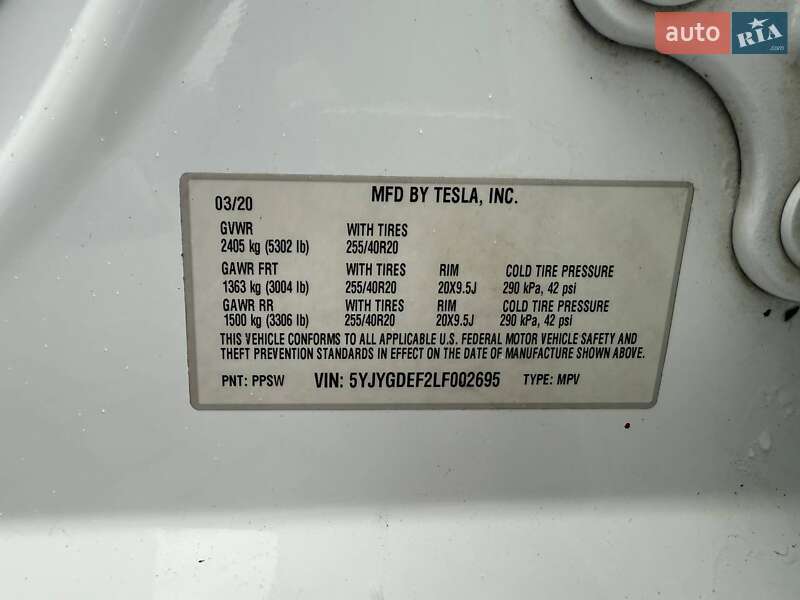 auto RIA .com
03/20 MFD BY TESLA, INC.
GVWR WITH TIRES
2405 kg (5302 lb) 255/40R20
GAWR FRT WITH TIRES RIM COLD TIRE PRESSURE
1363 kg (3004 lb) 255/40R20 20X9.5J 290 kPa, 42 psi
GAWR RR WITH TIRES RIM COLD TIRE PRESSURE
1500 kg (3306 lb) 255/40R20 20X9.5J 290 kPa, 42 psi
THIS VEHICLE CONFORMS TO ALL APPLICABLE U.S. FEDERAL MOTOR VEHICLE SAFETY AND
THEFT PREVENTION STANDARDS IN EFFECT ON THE DATE OF MANUFACTURE SHOWN ABOVE.
PNT: PPSW VIN: 5YJYGDEF2LF002695 TYPE: MPV